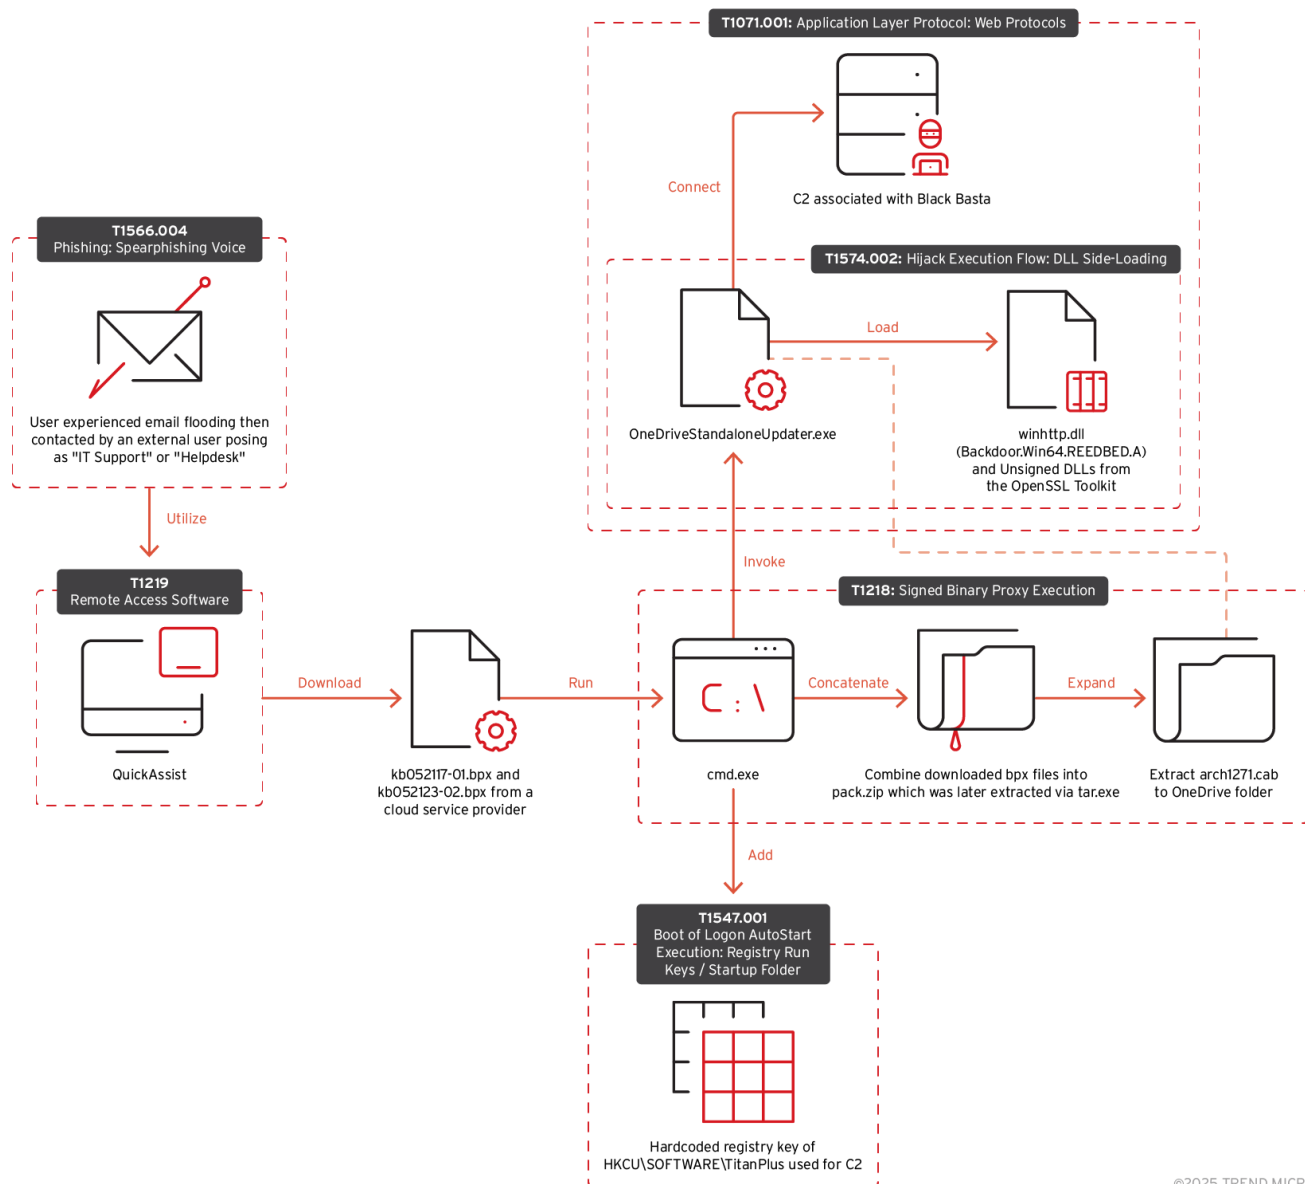 T1071.001: Application Layer Protocol: Web Protocols
Connect
C2 associated with Black Basta
T1566.004
Phishing: Spearphishing Voice
User experienced email flooding then
contacted by an external user posing
as "IT Support" or "Helpdesk"
T1574.002: Hijack Execution Flow: DLL Side-Loading
Load
OneDriveStandaloneUpdater.exe
winhttp.dll
(Backdoor.Win64.REEDBED.A)
and Unsigned DLLs from
the OpenSSL Toolkit
Utilize
Invoke
T1219
Remote Access Software
QuickAssist
Download
kb052117-01.bpx and
kb052123-02.bpx from a
cloud service provider
Run
T1218: Signed Binary Proxy Execution
C:\
cmd.exe
Concatenate
Combine downloaded bpx files into
pack.zip which was later extracted via tar.exe
Expand
Extract arch1271.cab
to OneDrive folder
Add
T1547.001
Boot of Logon AutoStart
Execution: Registry Run
Keys / Startup Folder
Hardcoded registry key of
HKCU\SOFTWARE\TitanPlus used for C2
©2025 TREND MICR